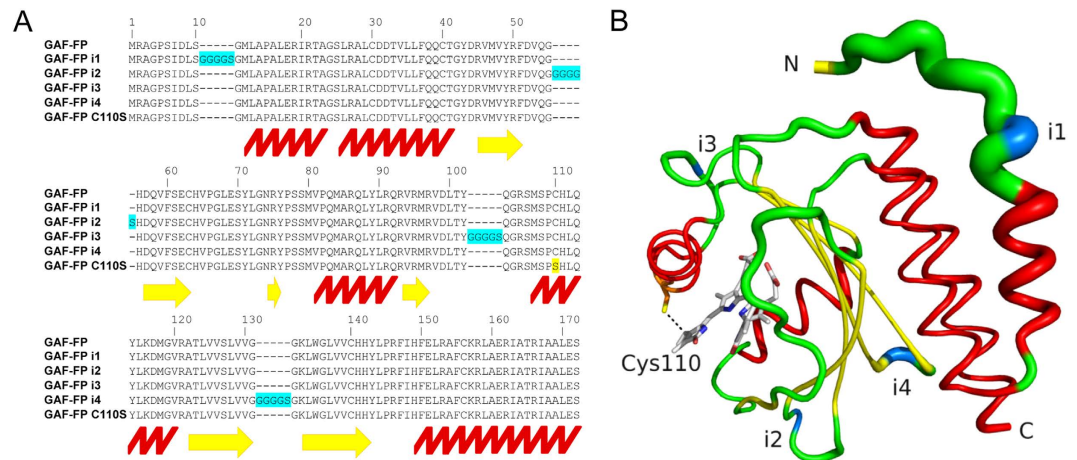 A
1 10 20 30 40 50
GAF-FP MRAGPSIDLS-----GMLAPALERIRTAGSLRALCDDTVLLFQQCTGYDRVMVYRFDVQG----
GAF-FP i1 MRAGPSIDLSGGGGSGMLAPALERIRTAGSLRALCDDTVLLFQQCTGYDRVMVYRFDVQG----
GAF-FP i2 MRAGPSIDLS-----GMLAPALERIRTAGSLRALCDDTVLLFQQCTGYDRVMVYRFDVQGGGGG
GAF-FP i3 MRAGPSIDLS-----GMLAPALERIRTAGSLRALCDDTVLLFQQCTGYDRVMVYRFDVQG----
GAF-FP i4 MRAGPSIDLS-----GMLAPALERIRTAGSLRALCDDTVLLFQQCTGYDRVMVYRFDVQG----
GAF-FP C110S MRAGPSIDLS-----GMLAPALERIRTAGSLRALCDDTVLLFQQCTGYDRVMVYRFDVQG----
60 70 80 90 100 110
GAF-FP -HDQVFSECHVPGLESYLGNRYPSSMVPQMARQLYLRQRVRMRVDLTY-----QGRSMSPCHLQ
GAF-FP i1 -HDQVFSECHVPGLESYLGNRYPSSMVPQMARQLYLRQRVRMRVDLTY-----QGRSMSPCHLQ
GAF-FP i2 SHDQVFSECHVPGLESYLGNRYPSSMVPQMARQLYLRQRVRMRVDLTY-----QGRSMSPCHLQ
GAF-FP i3 -HDQVFSECHVPGLESYLGNRYPSSMVPQMARQLYLRQRVRMRVDLTYGGGGSQGRSMSPCHLQ
GAF-FP i4 -HDQVFSECHVPGLESYLGNRYPSSMVPQMARQLYLRQRVRMRVDLTY-----QGRSMSPCHLQ
GAF-FP C110S -HDQVFSECHVPGLESYLGNRYPSSMVPQMARQLYLRQRVRMRVDLTY-----QGRSMSPSHLQ
120 130 140 150 160 170
GAF-FP YLKDMGVRATLVVSLVVG-----GKLWGLVVCHHYLPRFIHFELRAFCKRLAERIATRIAALES
GAF-FP i1 YLKDMGVRATLVVSLVVG-----GKLWGLVVCHHYLPRFIHFELRAFCKRLAERIATRIAALES
GAF-FP i2 YLKDMGVRATLVVSLVVG-----GKLWGLVVCHHYLPRFIHFELRAFCKRLAERIATRIAALES
GAF-FP i3 YLKDMGVRATLVVSLVVG-----GKLWGLVVCHHYLPRFIHFELRAFCKRLAERIATRIAALES
GAF-FP i4 YLKDMGVRATLVVSLVVGGGGGSGKLWGLVVCHHYLPRFIHFELRAFCKRLAERIATRIAALES
GAF-FP C110S YLKDMGVRATLVVSLVVG-----GKLWGLVVCHHYLPRFIHFELRAFCKRLAERIATRIAALES
B
N
i1
i3
Cys110
i4
i2
C